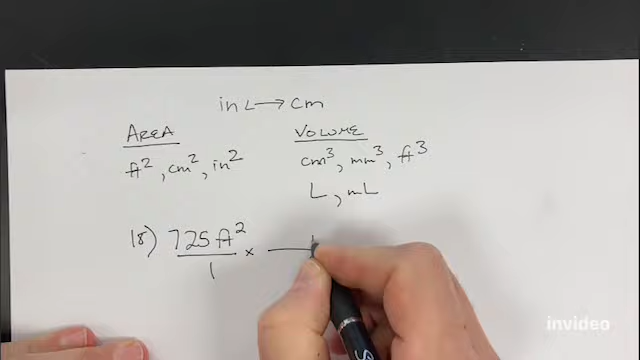 in ← → cm
AREA
ft², cm², in²
VOLUME
cm³, mm³, ft³
L, mL
18) 725 ft² ×
1
invideo